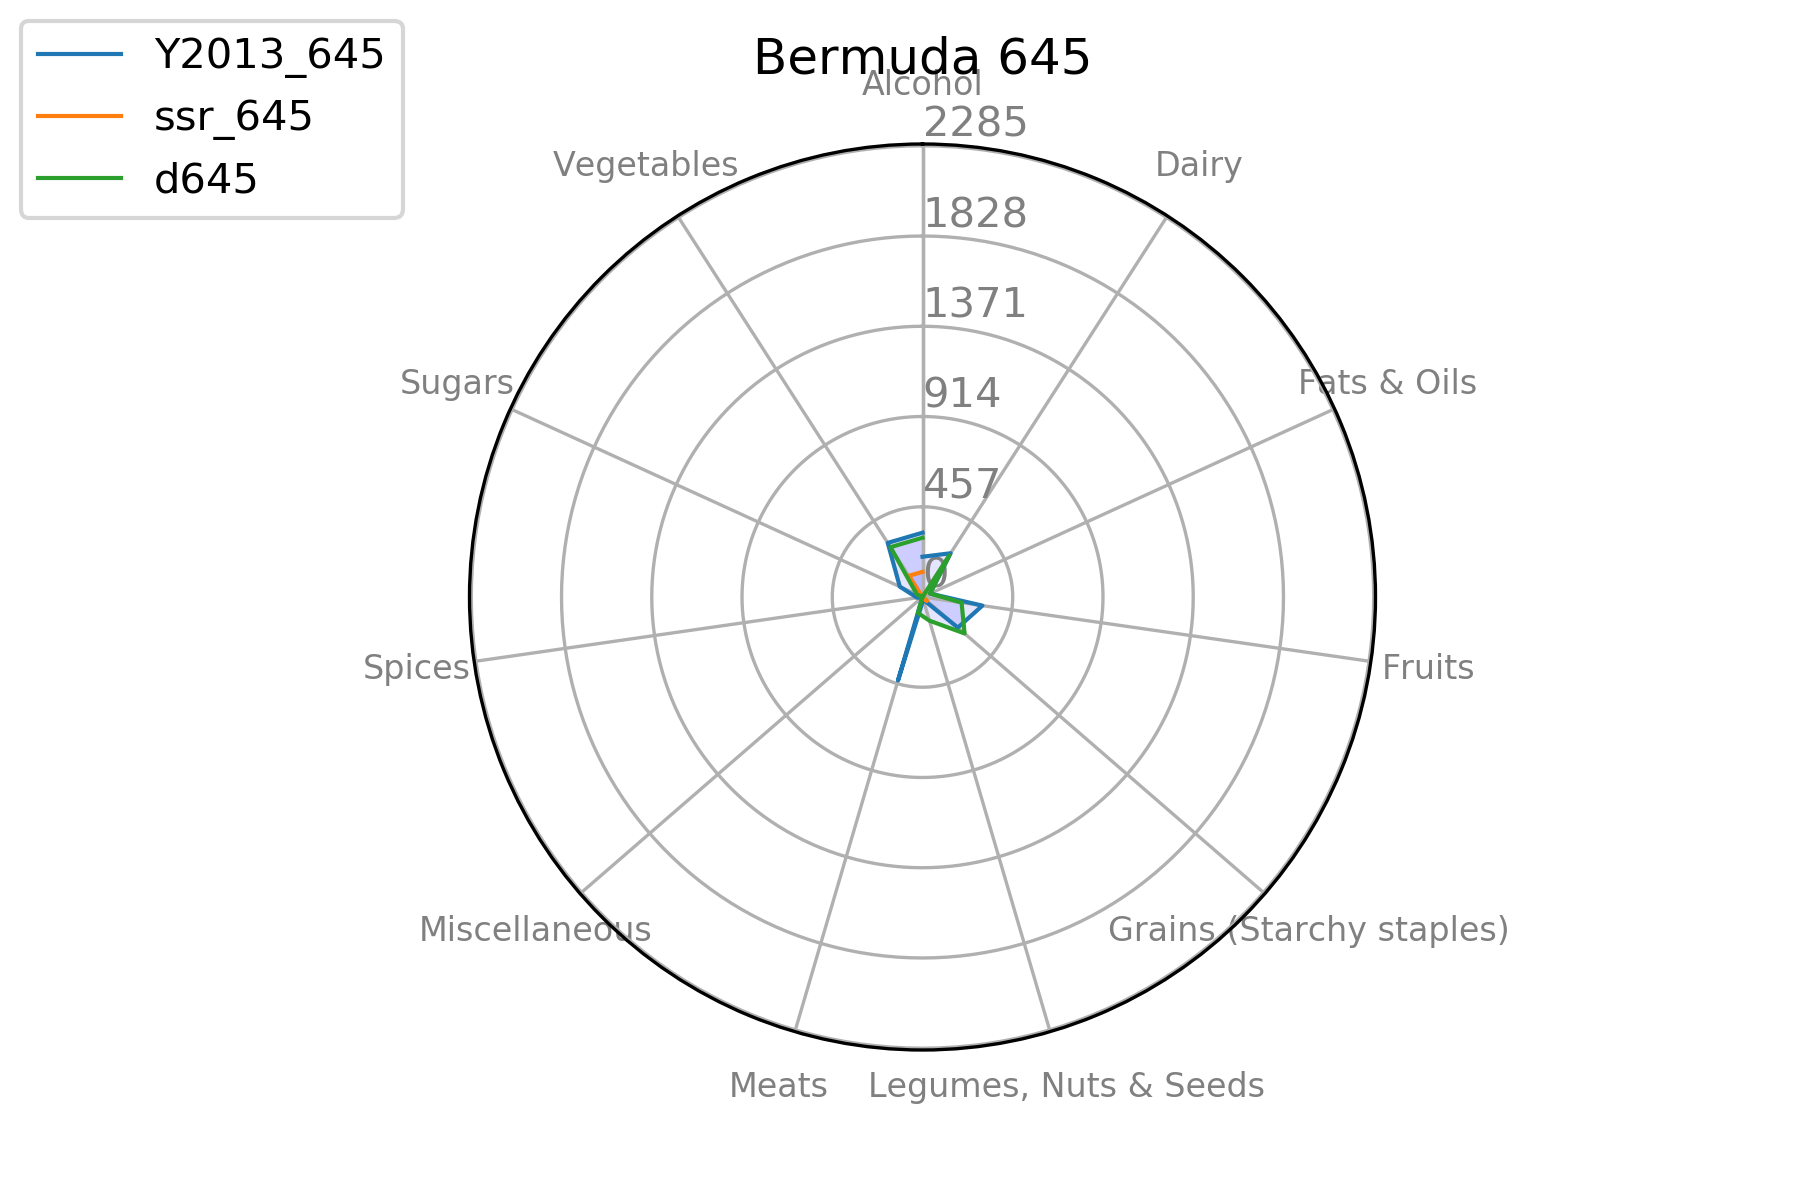 Y2013_645
ssr_645
d645
Bermuda 645
Alcohol
2285
Vegetables
Dairy
1828
1371
Sugars
Fats & Oils
914
457
0
Spices
Fruits
Miscellaneous
Grains (Starchy staples)
Meats
Legumes, Nuts & Seeds